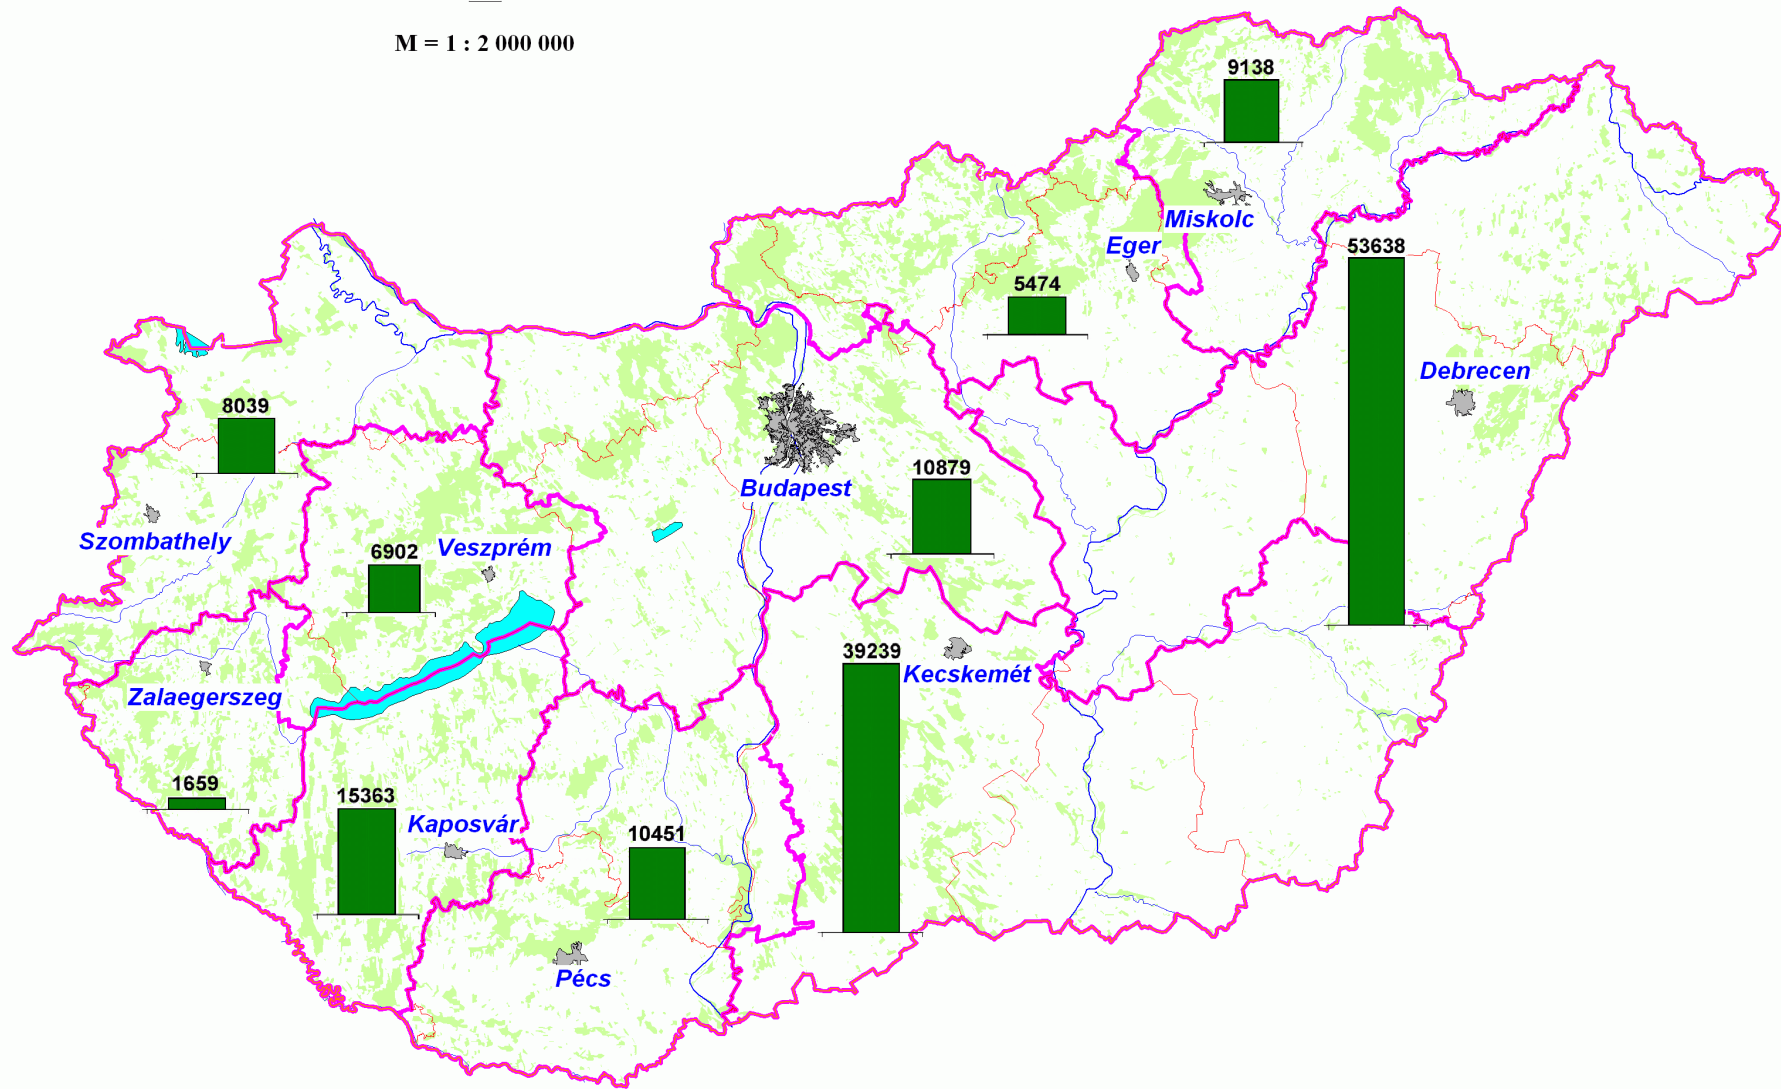 M = 1 : 2 000 000
9138
Miskolc
Eger
53638
5474
Debrecen
8039
10879
Budapest
Szombathely
6902
Veszprém
39239
Kecskemét
Zalaegerszeg
1659
15363
Kaposvár
10451
Pécs